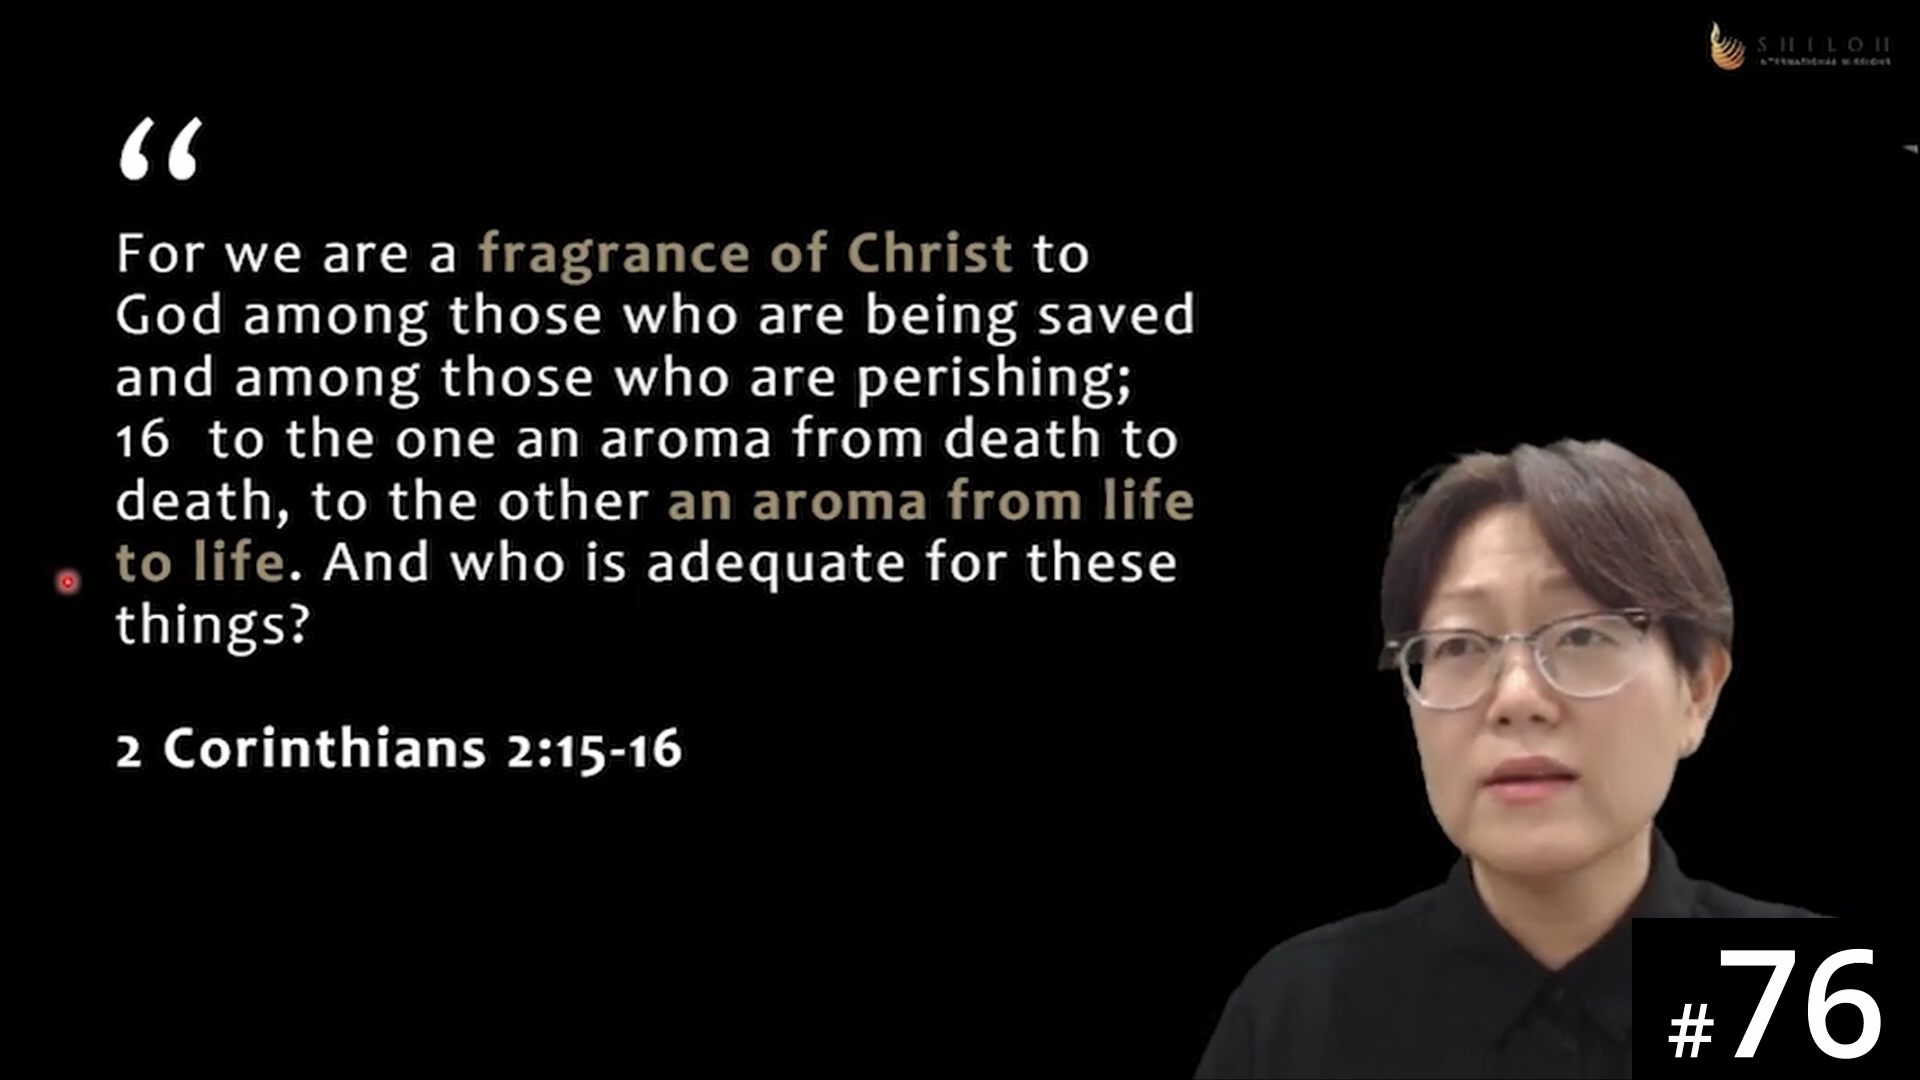 SHILOH
INTERNATIONAL MISSIONS
“
For we are a fragrance of Christ to
God among those who are being saved
and among those who are perishing;
16 to the one an aroma from death to
death, to the other an aroma from life
to life. And who is adequate for these
things?
2 Corinthians 2:15-16
#76